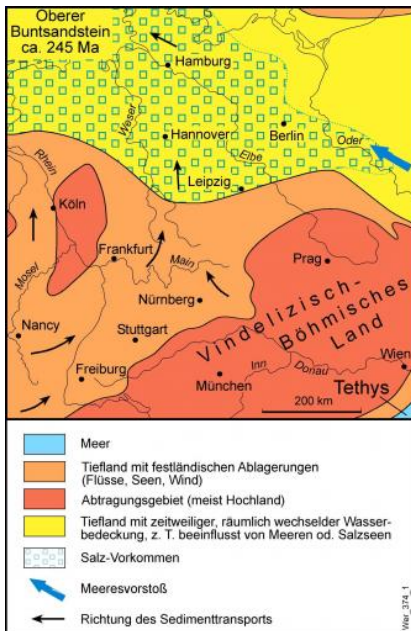 Oberer
Buntsandstein
ca. 245 Ma
Hamburg
Weser
Hannover
Berlin
Oder
Elbe
Leipzig
Rhein
Köln
Frankfurt
Main
Mosel
Prag
Nürnberg
Vindelizisch-
Böhmisches
Land
Nancy
Stuttgart
Freiburg
München
Inn
Donau
Wien
Tethys
200 km
Meer
Tiefland mit festländischen Ablagerungen
(Flüsse, Seen, Wind)
Abtragungsgebiet (meist Hochland)
Tiefland mit zeitweiliger, räumlich wechselder Wasser-
bedeckung, z. T. beeinflusst von Meeren od. Salzseen
Salz-Vorkommen
Meeresvorstoß
Richtung des Sedimenttransports
Wer_374_1